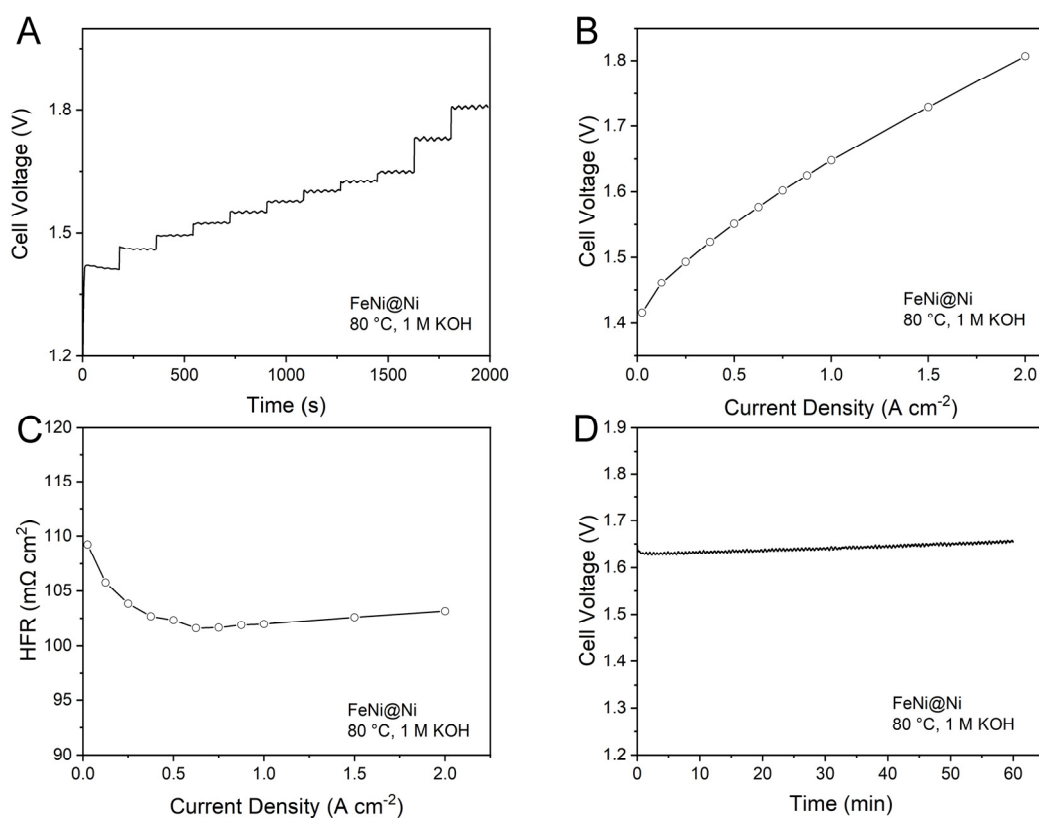 A
Cell Voltage (V)
1.8
1.5
1.2
0
500
1000
1500
2000
Time (s)
FeNi@Ni
80 °C, 1 M KOH
B
Cell Voltage (V)
1.8
1.7
1.6
1.5
1.4
0.0
0.5
1.0
1.5
2.0
Current Density (A cm⁻²)
FeNi@Ni
80 °C, 1 M KOH
C
HFR (mΩ cm²)
120
115
110
105
100
95
90
0.0
0.5
1.0
1.5
2.0
Current Density (A cm⁻²)
FeNi@Ni
80 °C, 1 M KOH
D
Cell Voltage (V)
1.9
1.8
1.7
1.6
1.5
1.4
1.3
1.2
0
10
20
30
40
50
60
Time (min)
FeNi@Ni
80 °C, 1 M KOH